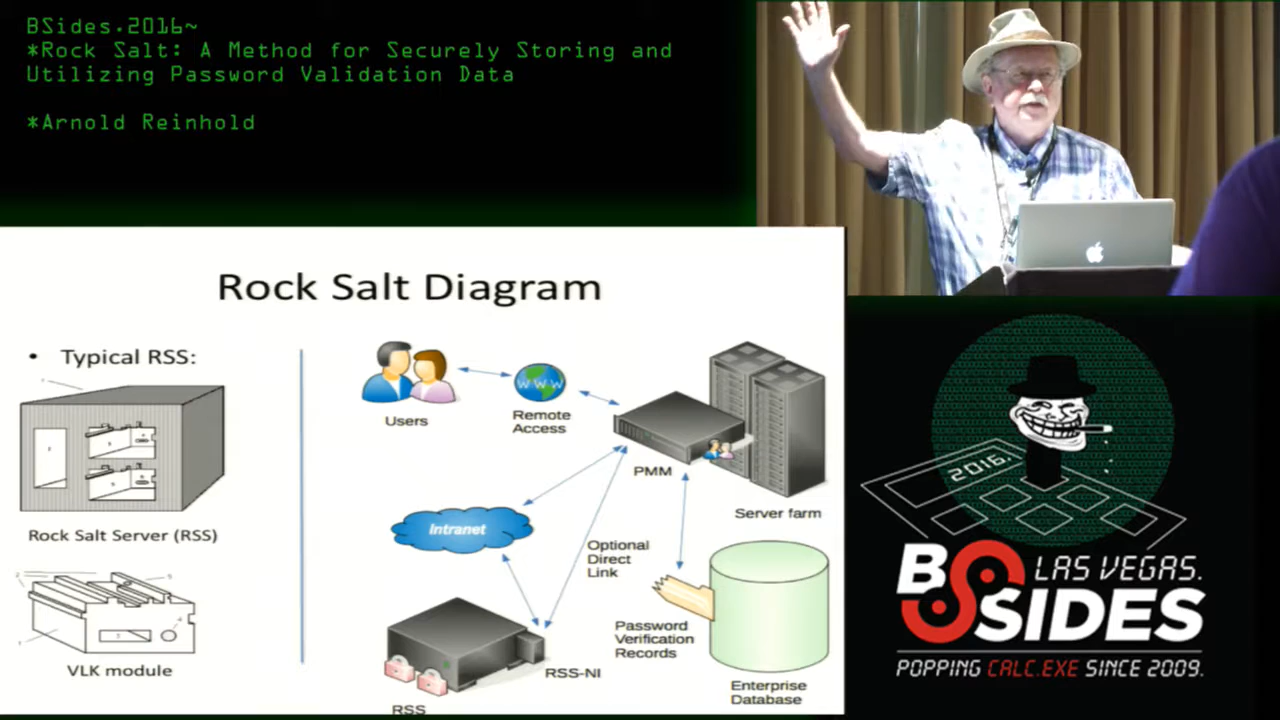 BSides.2016~
*Rock Salt: A Method for Securely Storing and
Utilizing Password Validation Data
*Arnold Reinhold
Rock Salt Diagram
• Typical RSS:
Rock Salt Server (RSS)
VLK module
Users
WWW
Remote
Access
PMM
Server farm
Intranet
Optional
Direct
Link
Password
Verification
Records
RSS-NI
RSS
Enterprise
Database
2016.
BSIDES
LAS VEGAS.
POPPING CALC.EXE SINCE 2009.